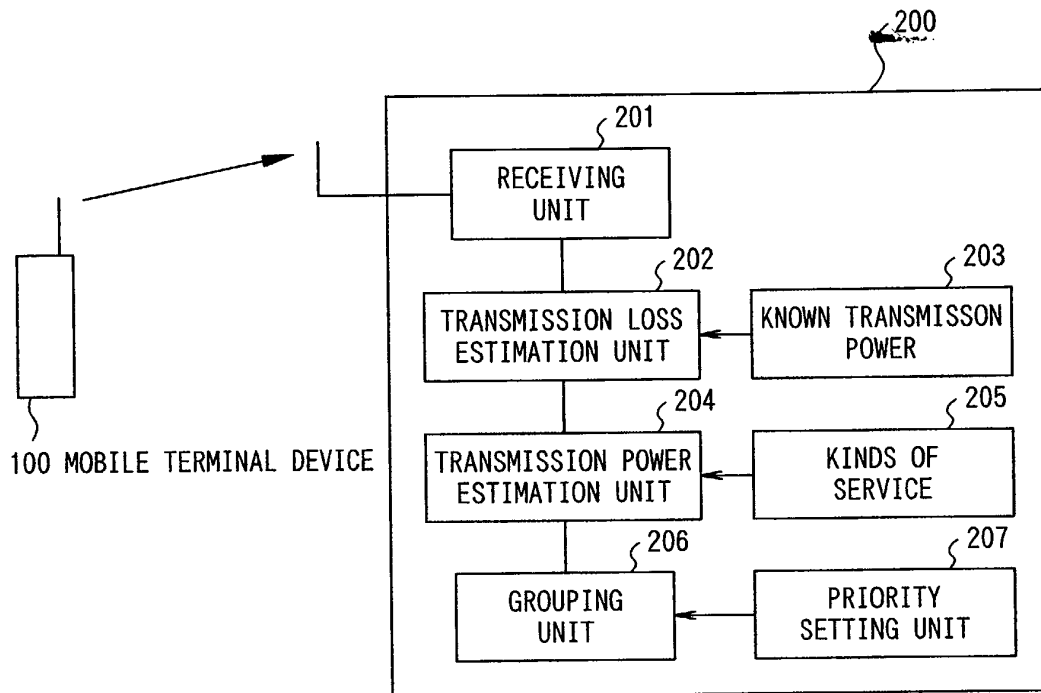 200
201
RECEIVING
UNIT
202
203
TRANSMISSION LOSS
ESTIMATION UNIT
KNOWN TRANSMISSON
POWER
204
205
100 MOBILE TERMINAL DEVICE
TRANSMISSION POWER
ESTIMATION UNIT
KINDS OF
SERVICE
206
207
GROUPING
UNIT
PRIORITY
SETTING UNIT